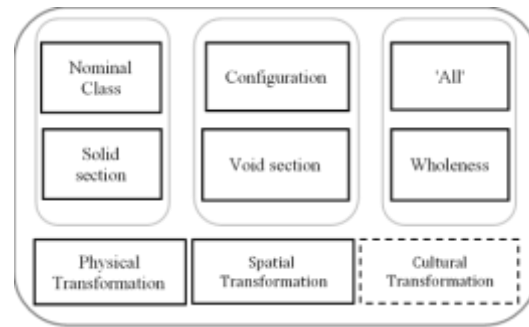 Nominal
Class
Configuration
'All'
Solid
section
Void section
Wholeness
Physical
Transformation
Spatial
Transformation
Cultural
Transformation